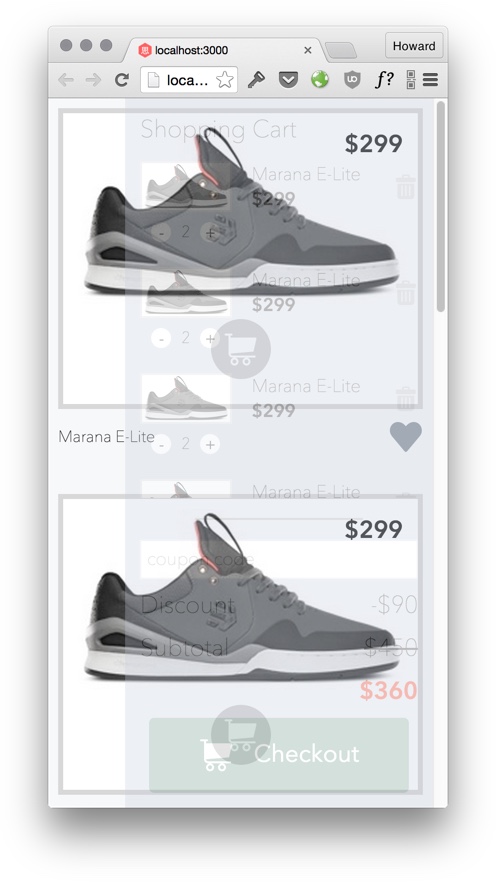 Howard
localhost:3000
loca...
f?
Shopping Cart
$299
Marana E-Lite
$299
- 2 +
Marana E-Lite
$299
- 2 +
Marana E-Lite
$299
Marana E-Lite
- 2 +
Marana E-Lite
$299
coupon code
Discount -$90
Subtotal $450
$360
Checkout